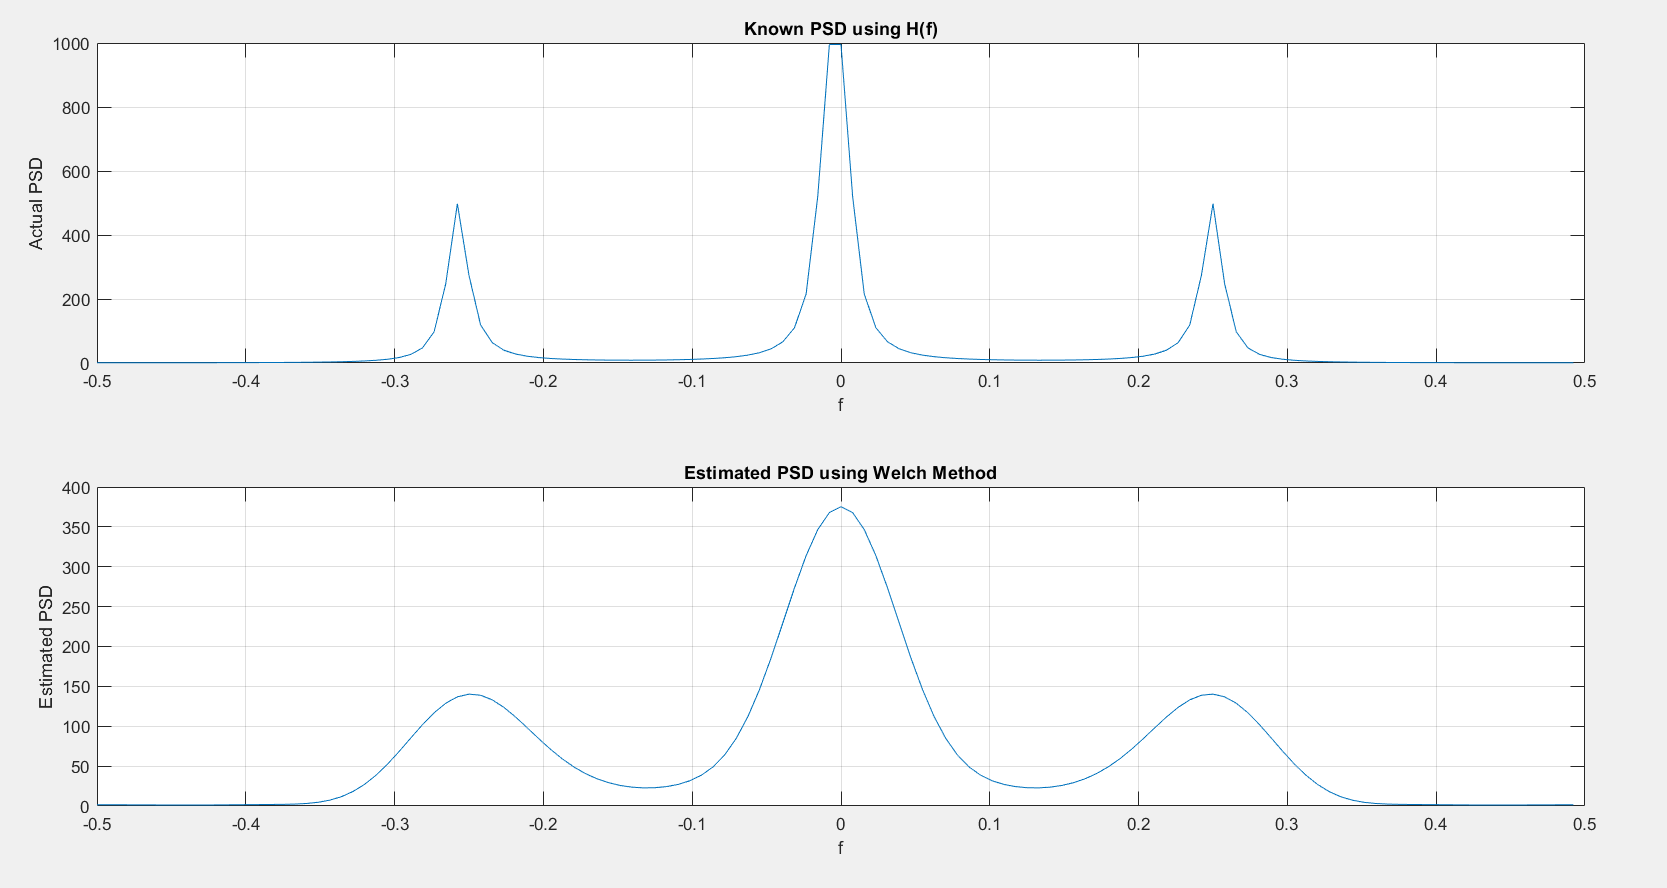 Known PSD using H(f)
1000
800
600
400
200
0
Actual PSD
-0.5 -0.4 -0.3 -0.2 -0.1 0 0.1 0.2 0.3 0.4 0.5
f
Estimated PSD using Welch Method
400
350
300
250
200
150
100
50
0
Estimated PSD
-0.5 -0.4 -0.3 -0.2 -0.1 0 0.1 0.2 0.3 0.4 0.5
f